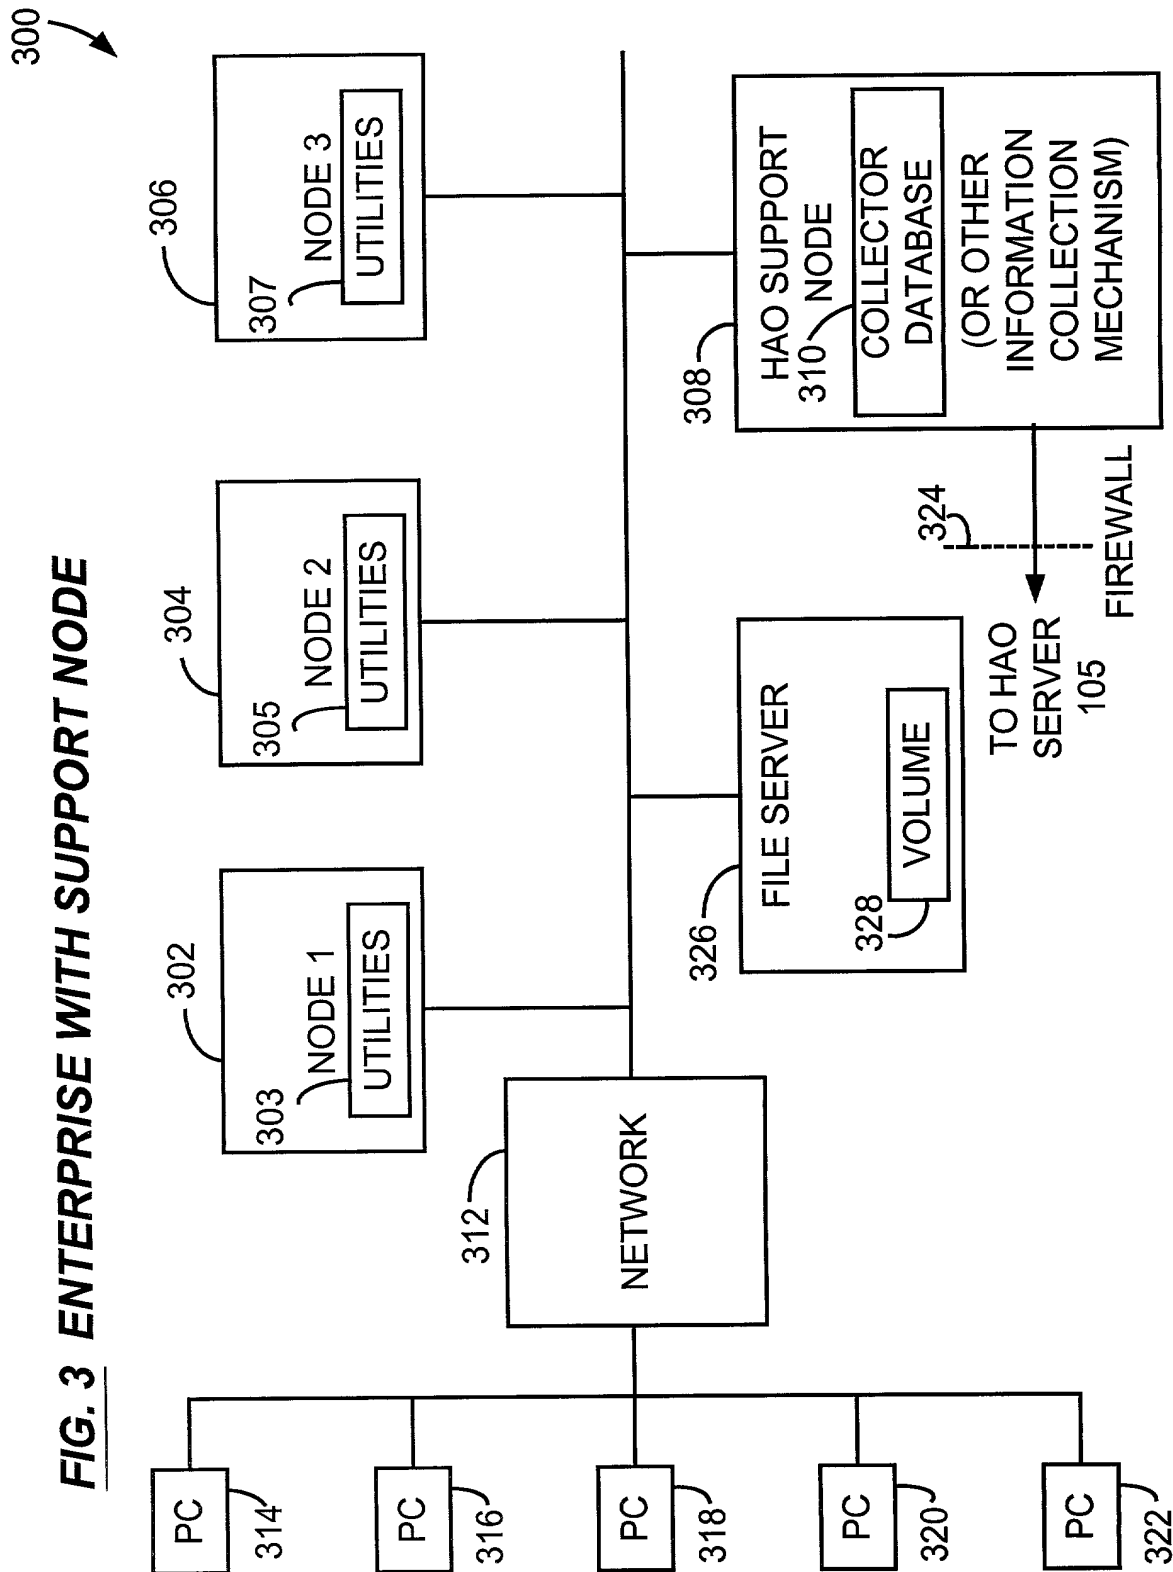 FIG. 3 ENTERPRISE WITH SUPPORT NODE
300
302
303
NODE 1
UTILITIES
304
305
NODE 2
UTILITIES
306
307
NODE 3
UTILITIES
312
NETWORK
PC
314
PC
316
PC
318
PC
320
PC
322
326
FILE SERVER
328
VOLUME
308
HAO SUPPORT
NODE
310
COLLECTOR
DATABASE
(OR OTHER
INFORMATION
COLLECTION
MECHANISM)
324
TO HAO
SERVER
105
FIREWALL